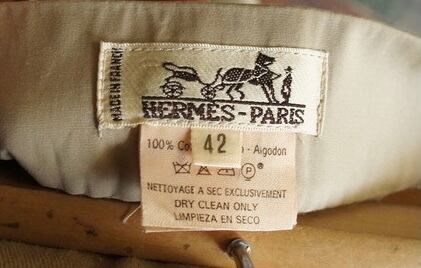 MADE IN FRANCE
HERMES-PARIS
42
100% Co - Algodon
P
NETTOYAGE A SEC EXCLUSIVEMENT
DRY CLEAN ONLY
LIMPIEZA EN SECO